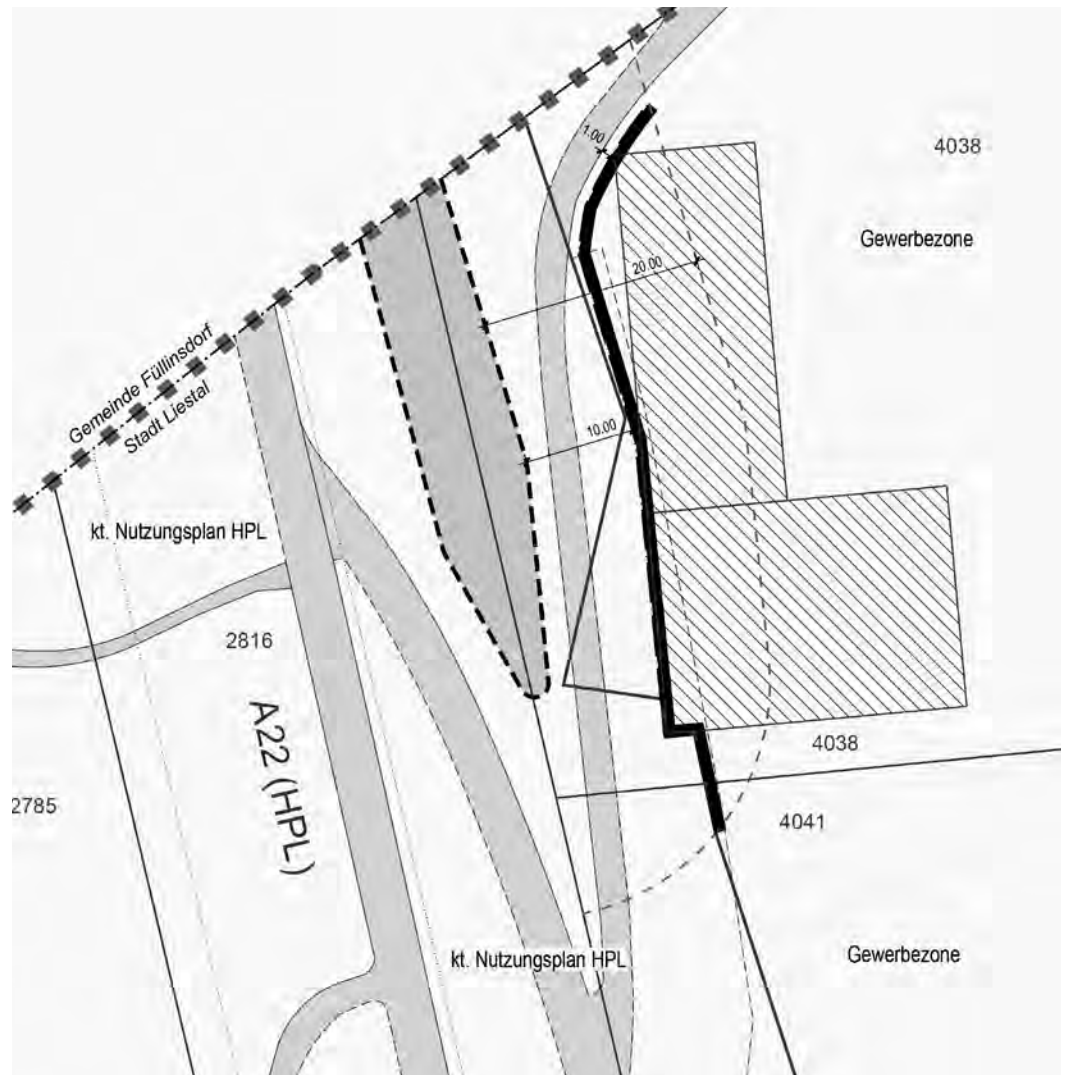 1.00
4038
Gewerbezone
20.00
Gemeinde Füllinsdorf
Stadt Liestal
10.00
kt. Nutzungsplan HPL
2816
A22 (HPL)
4038
2785
4041
kt. Nutzungsplan HPL
Gewerbezone